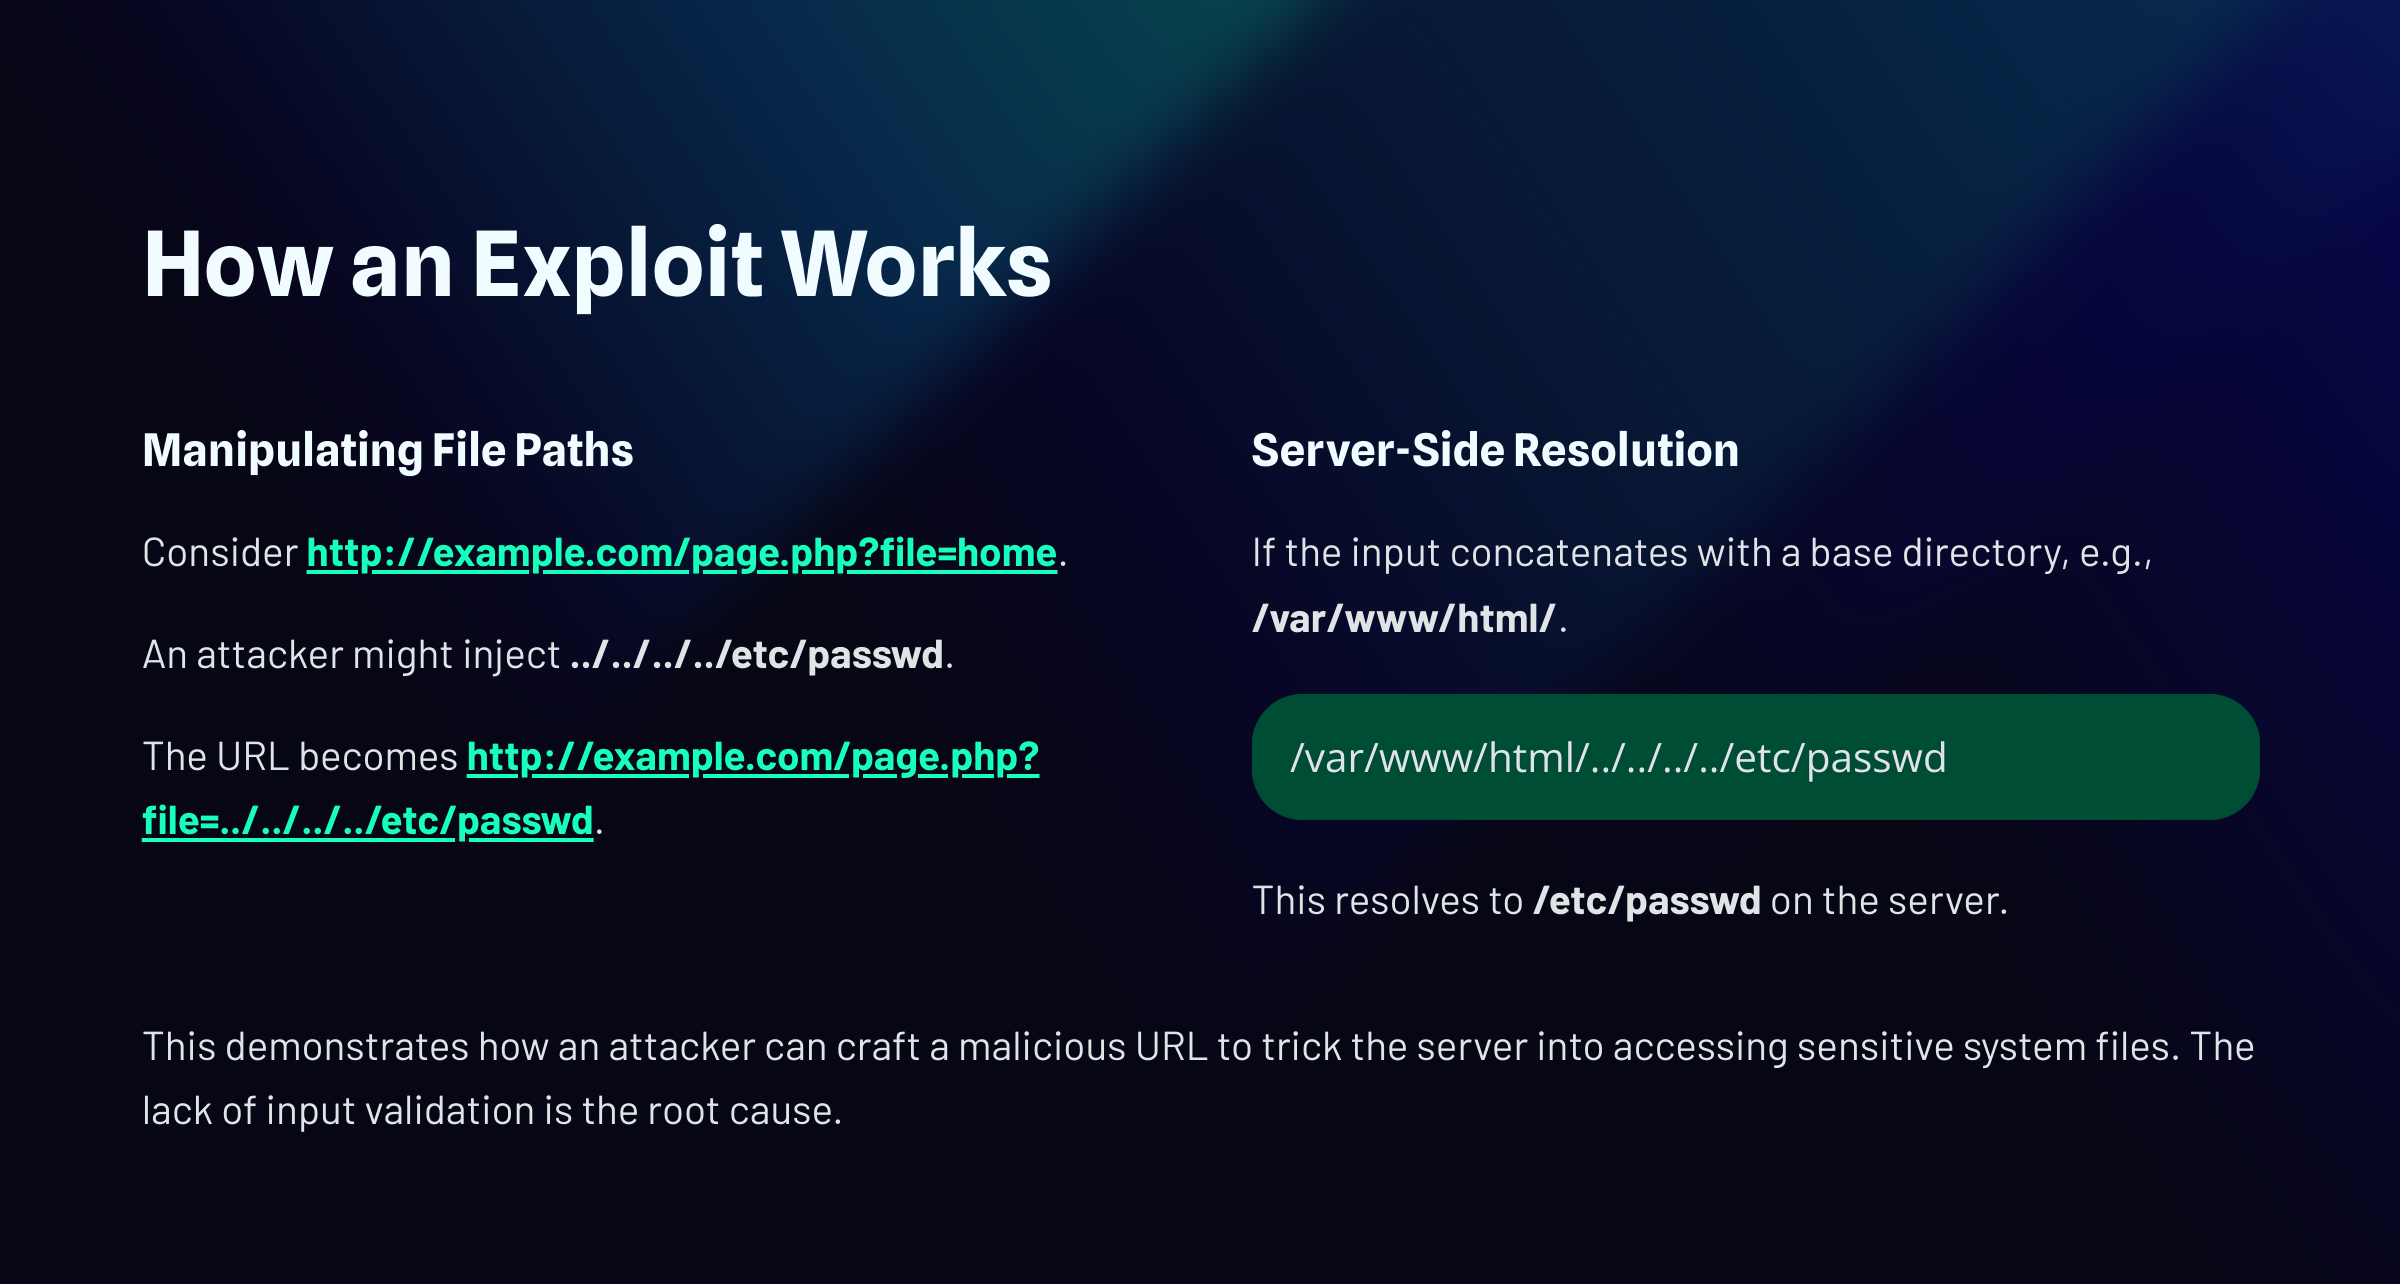 How an Exploit Works
Manipulating File Paths
Consider http://example.com/page.php?file=home.
An attacker might inject ../../../../etc/passwd.
The URL becomes http://example.com/page.php?
file=../../../../etc/passwd.
Server-Side Resolution
If the input concatenates with a base directory, e.g.,
/var/www/html/.
/var/www/html/../../../../etc/passwd
This resolves to /etc/passwd on the server.
This demonstrates how an attacker can craft a malicious URL to trick the server into accessing sensitive system files. The
lack of input validation is the root cause.